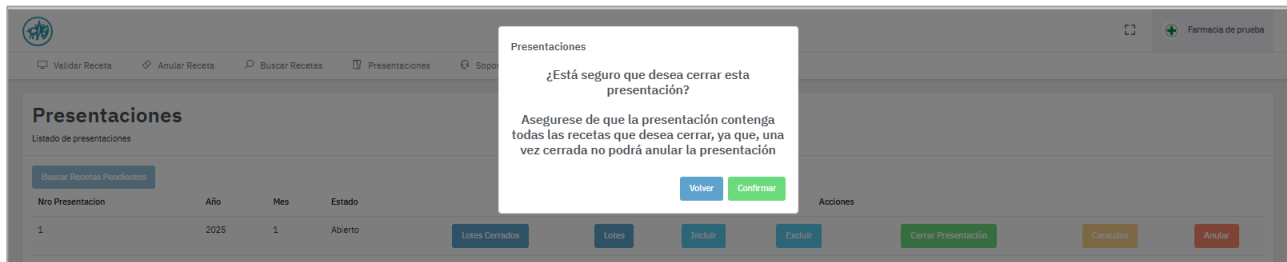 Farmacia de prueba
Validar Receta Anular Receta Buscar Recetas Presentaciones Sopo
Presentaciones
¿Está seguro que desea cerrar esta
presentación?
Asegurese de que la presentación contenga
todas las recetas que desea cerrar, ya que, una
vez cerrada no podrá anular la presentación
Volver Confirmar
Presentaciones
Listado de presentaciones
Buscar Recetas Pendientes
Nro Presentacion Año Mes Estado Acciones
1 2025 1 Abierto Lotes Cerrados Lotes Incluir Excluir Cerrar Presentación Caratulas Anular